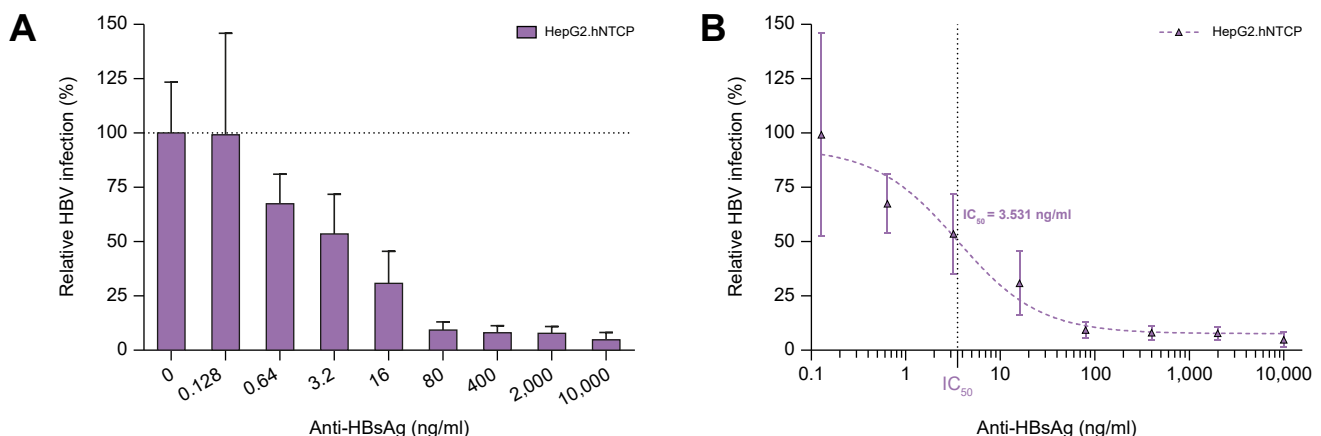 A
HepG2.hNTCP
Relative HBV infection (%)
150
125
100
75
50
25
0
0
0.128
0.64
3.2
16
80
400
2,000
10,000
Anti-HBsAg (ng/ml)
B
HepG2.hNTCP
Relative HBV infection (%)
150
125
100
75
50
25
0
IC50 = 3.531 ng/ml
0.1
1
10
100
1,000
10,000
IC50
Anti-HBsAg (ng/ml)